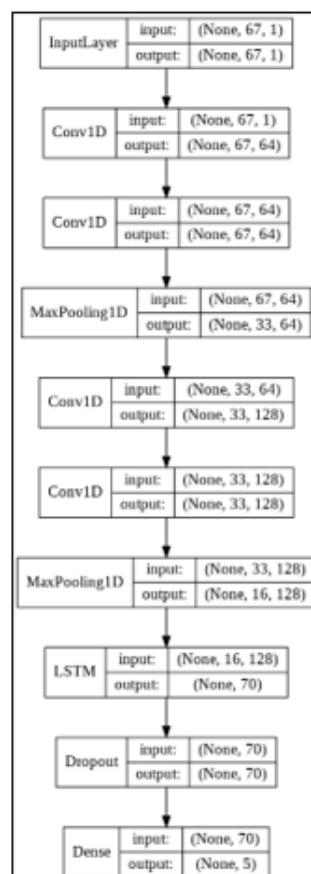 InputLayer input: (None, 67, 1)
output: (None, 67, 1)
Conv1D input: (None, 67, 1)
output: (None, 67, 64)
Conv1D input: (None, 67, 64)
output: (None, 67, 64)
MaxPooling1D input: (None, 67, 64)
output: (None, 33, 64)
Conv1D input: (None, 33, 64)
output: (None, 33, 128)
Conv1D input: (None, 33, 128)
output: (None, 33, 128)
MaxPooling1D input: (None, 33, 128)
output: (None, 16, 128)
LSTM input: (None, 16, 128)
output: (None, 70)
Dropout input: (None, 70)
output: (None, 70)
Dense input: (None, 70)
output: (None, 5)